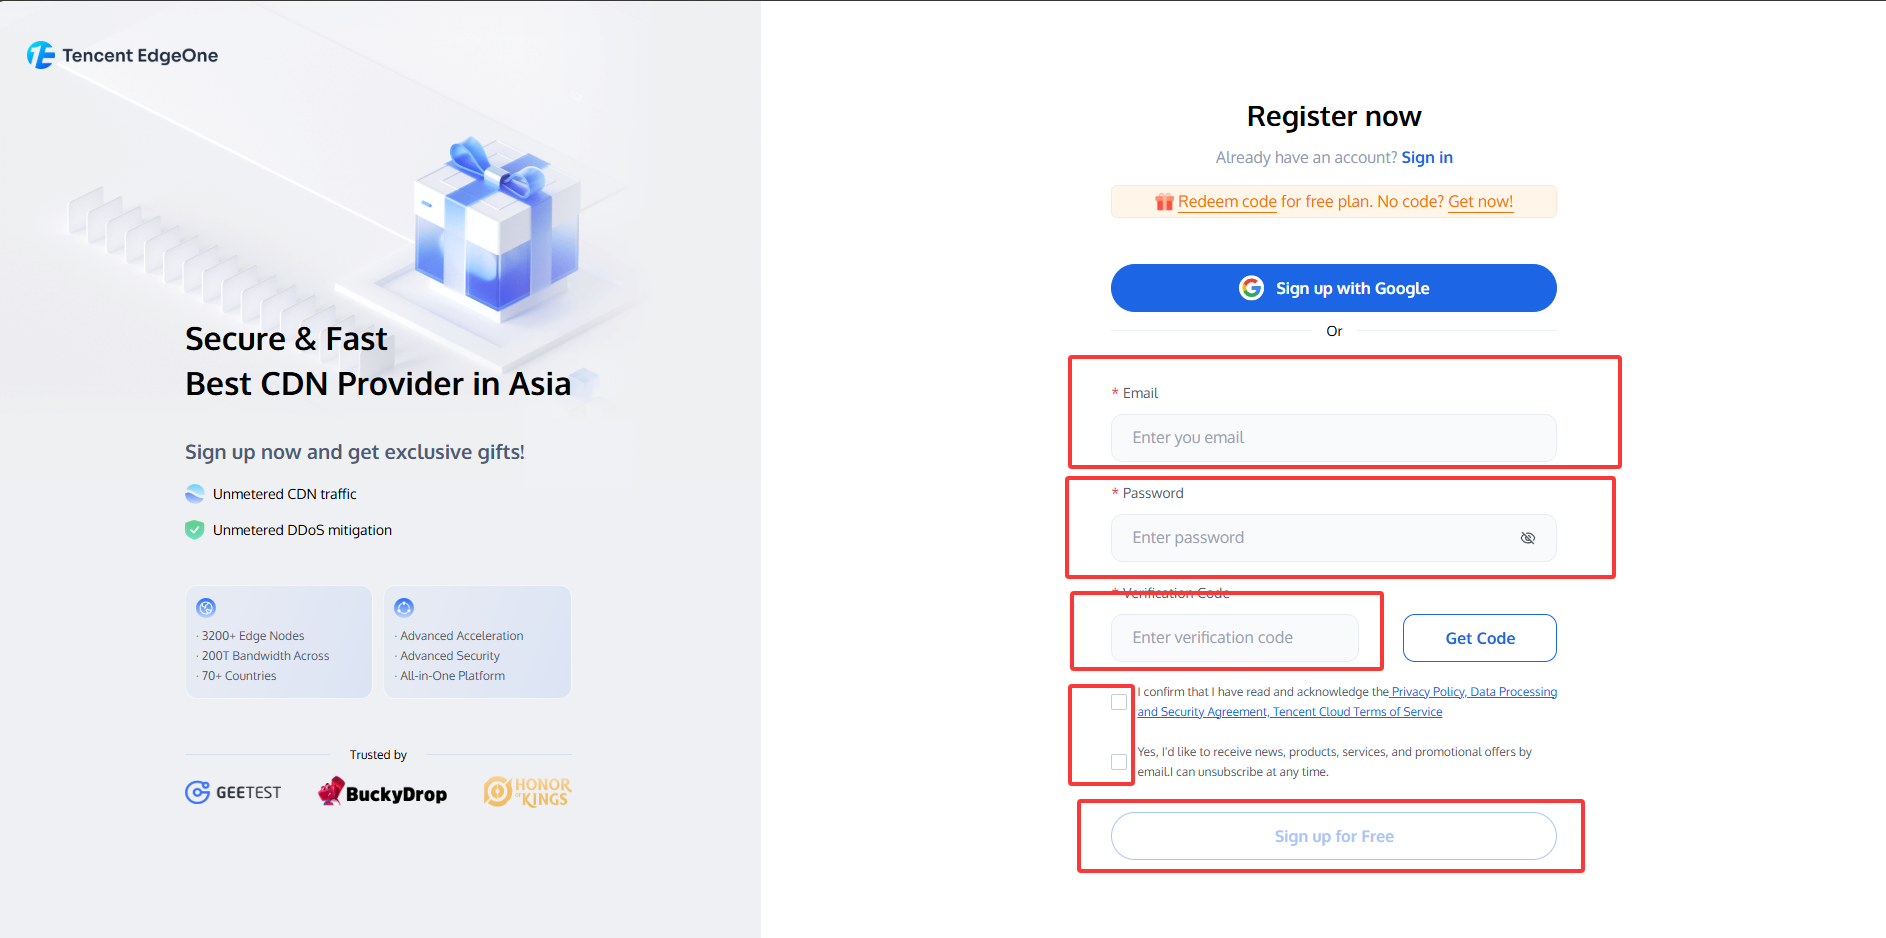 Tencent EdgeOne
Secure & Fast
Best CDN Provider in Asia
Sign up now and get exclusive gifts!
Unmetered CDN traffic
Unmetered DDoS mitigation
· 3200+ Edge Nodes
· 200T Bandwidth Across
· 70+ Countries
· Advanced Acceleration
· Advanced Security
· All-in-One Platform
Trusted by
GEETEST
BuckyDrop
HONOR
OF KINGS
Register now
Already have an account? Sign in
Redeem code for free plan. No code? Get now!
Sign up with Google
Or
* Email
Enter you email
* Password
Enter password
* Verification Code
Enter verification code
Get Code
I confirm that I have read and acknowledge the Privacy Policy, Data Processing
and Security Agreement, Tencent Cloud Terms of Service
Yes, I'd like to receive news, products, services, and promotional offers by
email.I can unsubscribe at any time.
Sign up for Free